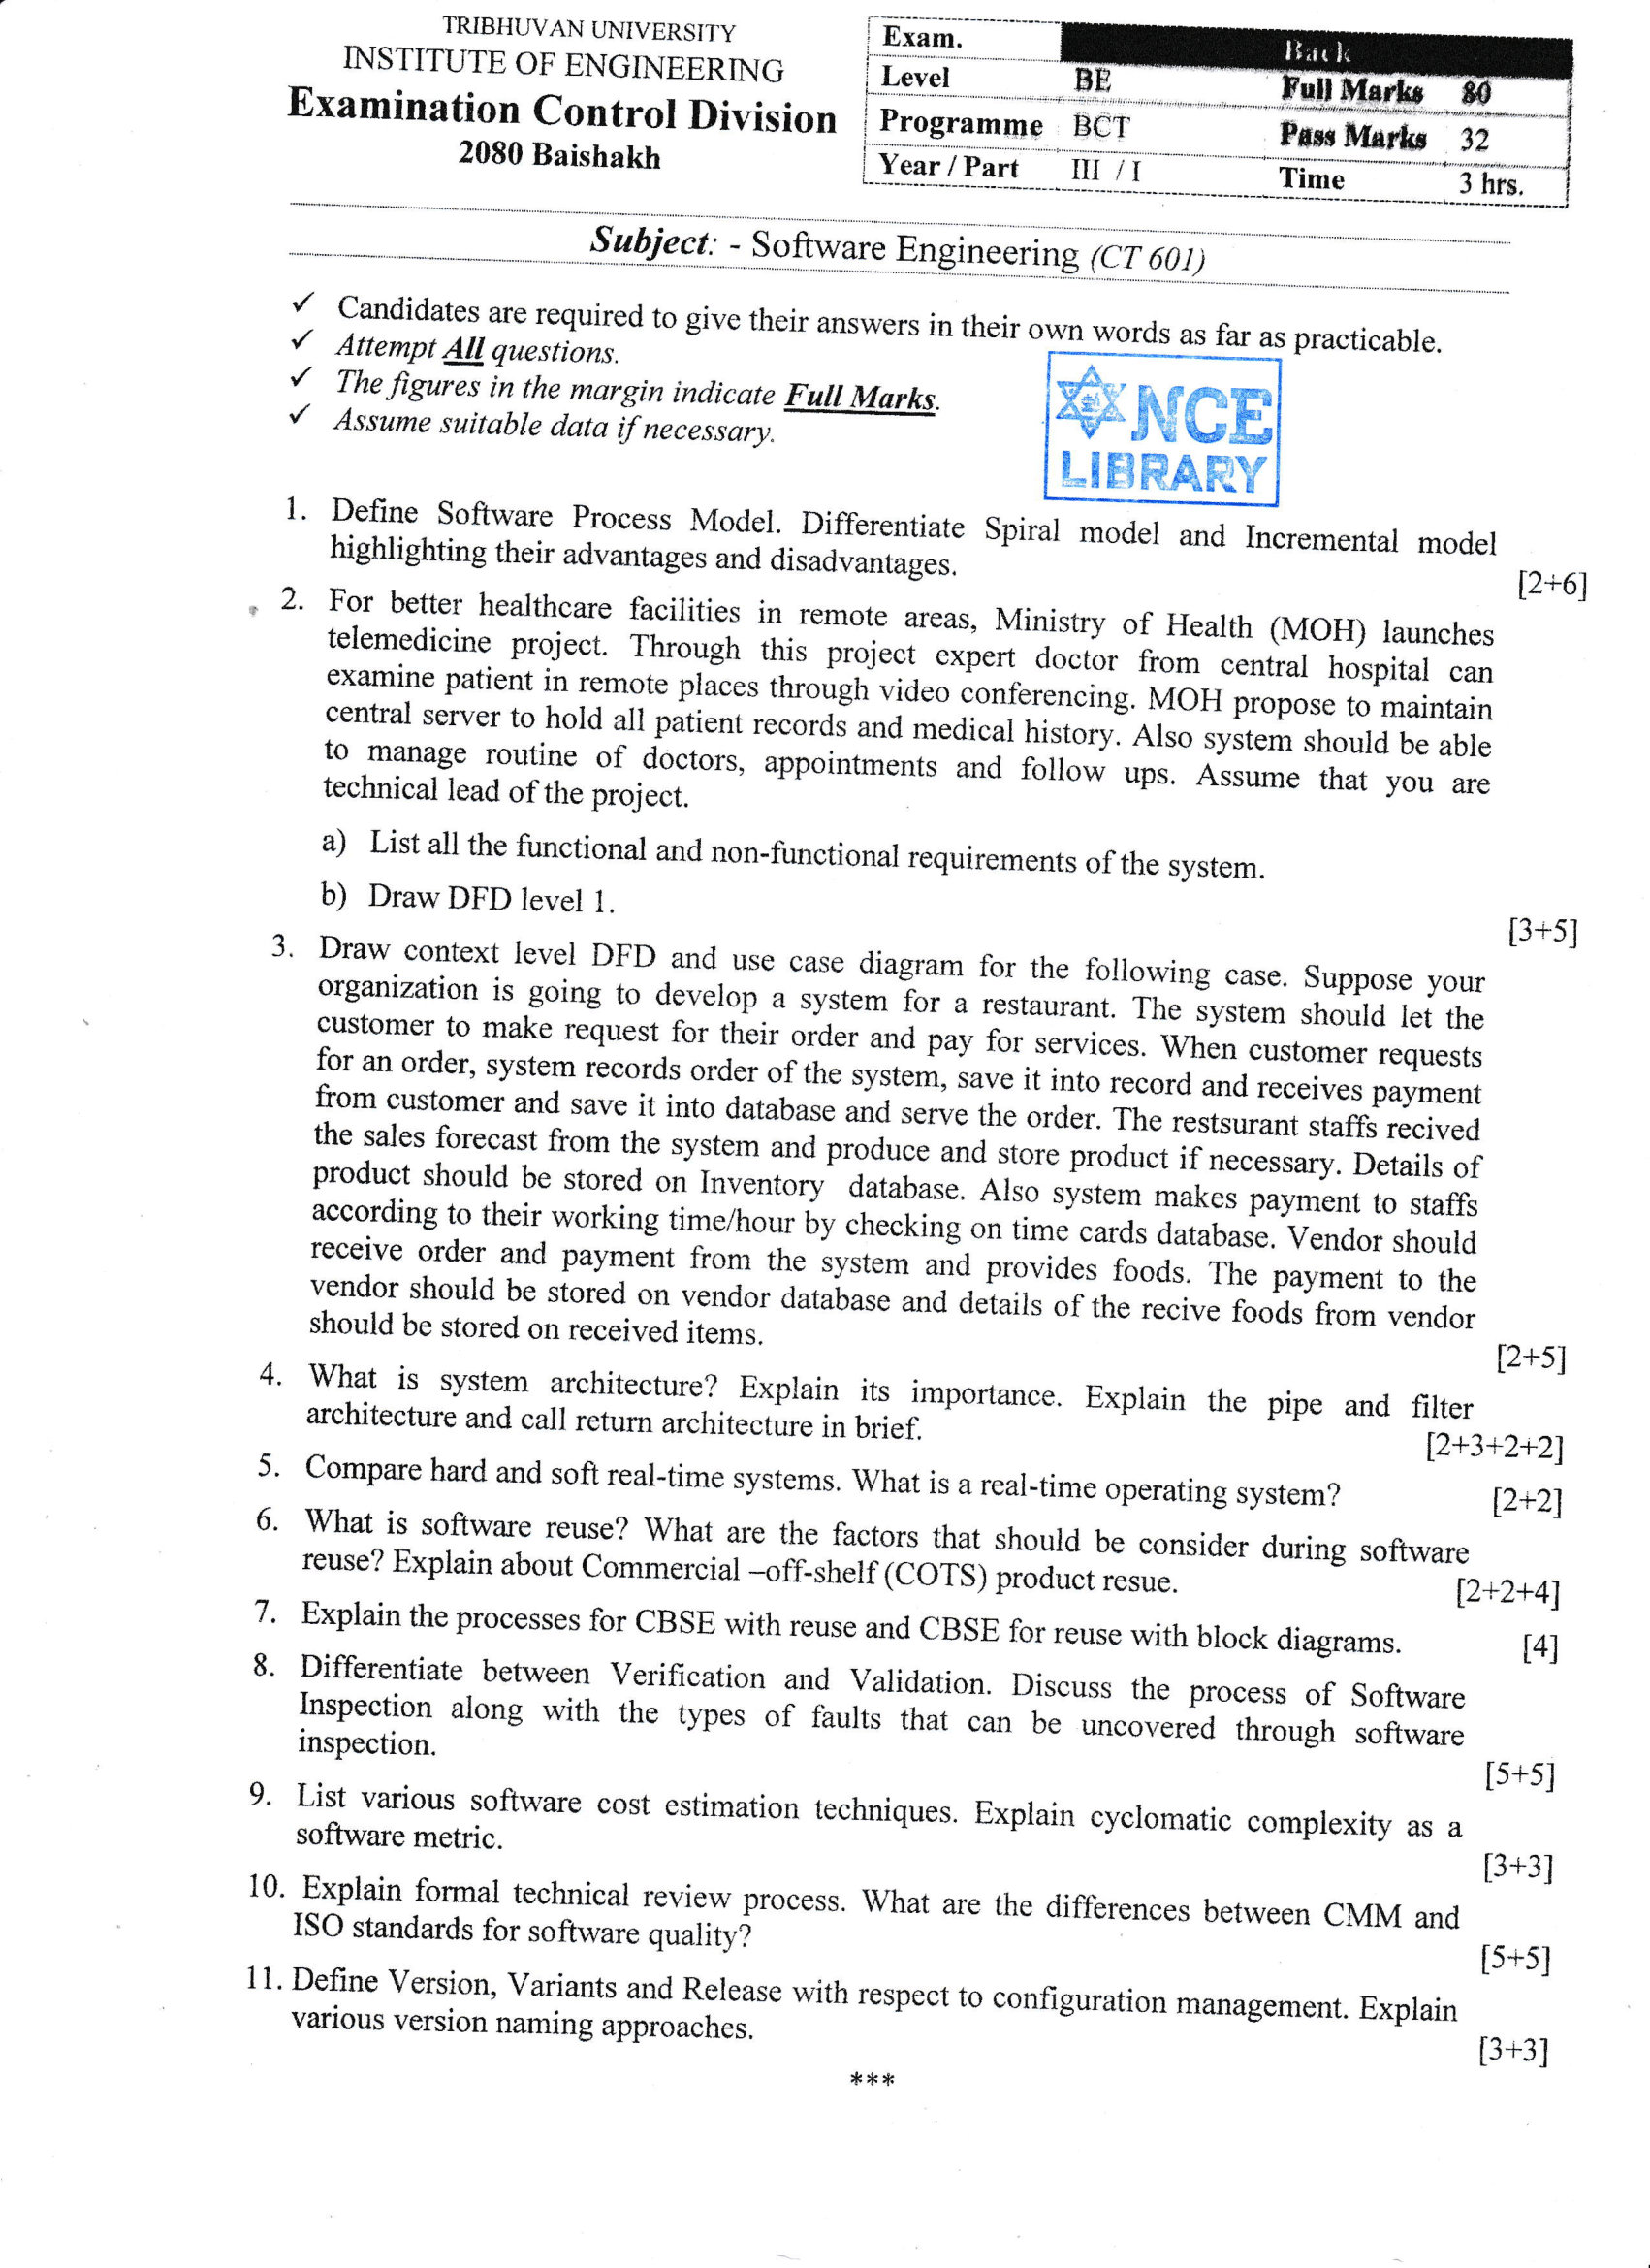 TRIBHUVAN UNIVERSITY
INSTITUTE OF ENGINEERING
Examination Control Division
2080 Baishakh
Exam. Back
Level BE Full Marks 80
Programme BCT Pass Marks 32
Year / Part III / I Time 3 hrs.
Subject: - Software Engineering (CT 601)
✓ Candidates are required to give their answers in their own words as far as practicable.
✓ Attempt All questions.
✓ The figures in the margin indicate Full Marks.
✓ Assume suitable data if necessary.
NCE
LIBRARY
1. Define Software Process Model. Differentiate Spiral model and Incremental model
highlighting their advantages and disadvantages. [2+6]
2. For better healthcare facilities in remote areas, Ministry of Health (MOH) launches
telemedicine project. Through this project expert doctor from central hospital can
examine patient in remote places through video conferencing. MOH propose to maintain
central server to hold all patient records and medical history. Also system should be able
to manage routine of doctors, appointments and follow ups. Assume that you are
technical lead of the project.
a) List all the functional and non-functional requirements of the system.
b) Draw DFD level 1. [3+5]
3. Draw context level DFD and use case diagram for the following case. Suppose your
organization is going to develop a system for a restaurant. The system should let the
customer to make request for their order and pay for services. When customer requests
for an order, system records order of the system, save it into record and receives payment
from customer and save it into database and serve the order. The restsurant staffs recived
the sales forecast from the system and produce and store product if necessary. Details of
product should be stored on Inventory database. Also system makes payment to staffs
according to their working time/hour by checking on time cards database. Vendor should
receive order and payment from the system and provides foods. The payment to the
vendor should be stored on vendor database and details of the recive foods from vendor
should be stored on received items. [2+5]
4. What is system architecture? Explain its importance. Explain the pipe and filter
architecture and call return architecture in brief. [2+3+2+2]
5. Compare hard and soft real-time systems. What is a real-time operating system? [2+2]
6. What is software reuse? What are the factors that should be consider during software
reuse? Explain about Commercial –off-shelf (COTS) product resue. [2+2+4]
7. Explain the processes for CBSE with reuse and CBSE for reuse with block diagrams. [4]
8. Differentiate between Verification and Validation. Discuss the process of Software
Inspection along with the types of faults that can be uncovered through software
inspection. [5+5]
9. List various software cost estimation techniques. Explain cyclomatic complexity as a
software metric. [3+3]
10. Explain formal technical review process. What are the differences between CMM and
ISO standards for software quality? [5+5]
11. Define Version, Variants and Release with respect to configuration management. Explain
various version naming approaches. [3+3]
***